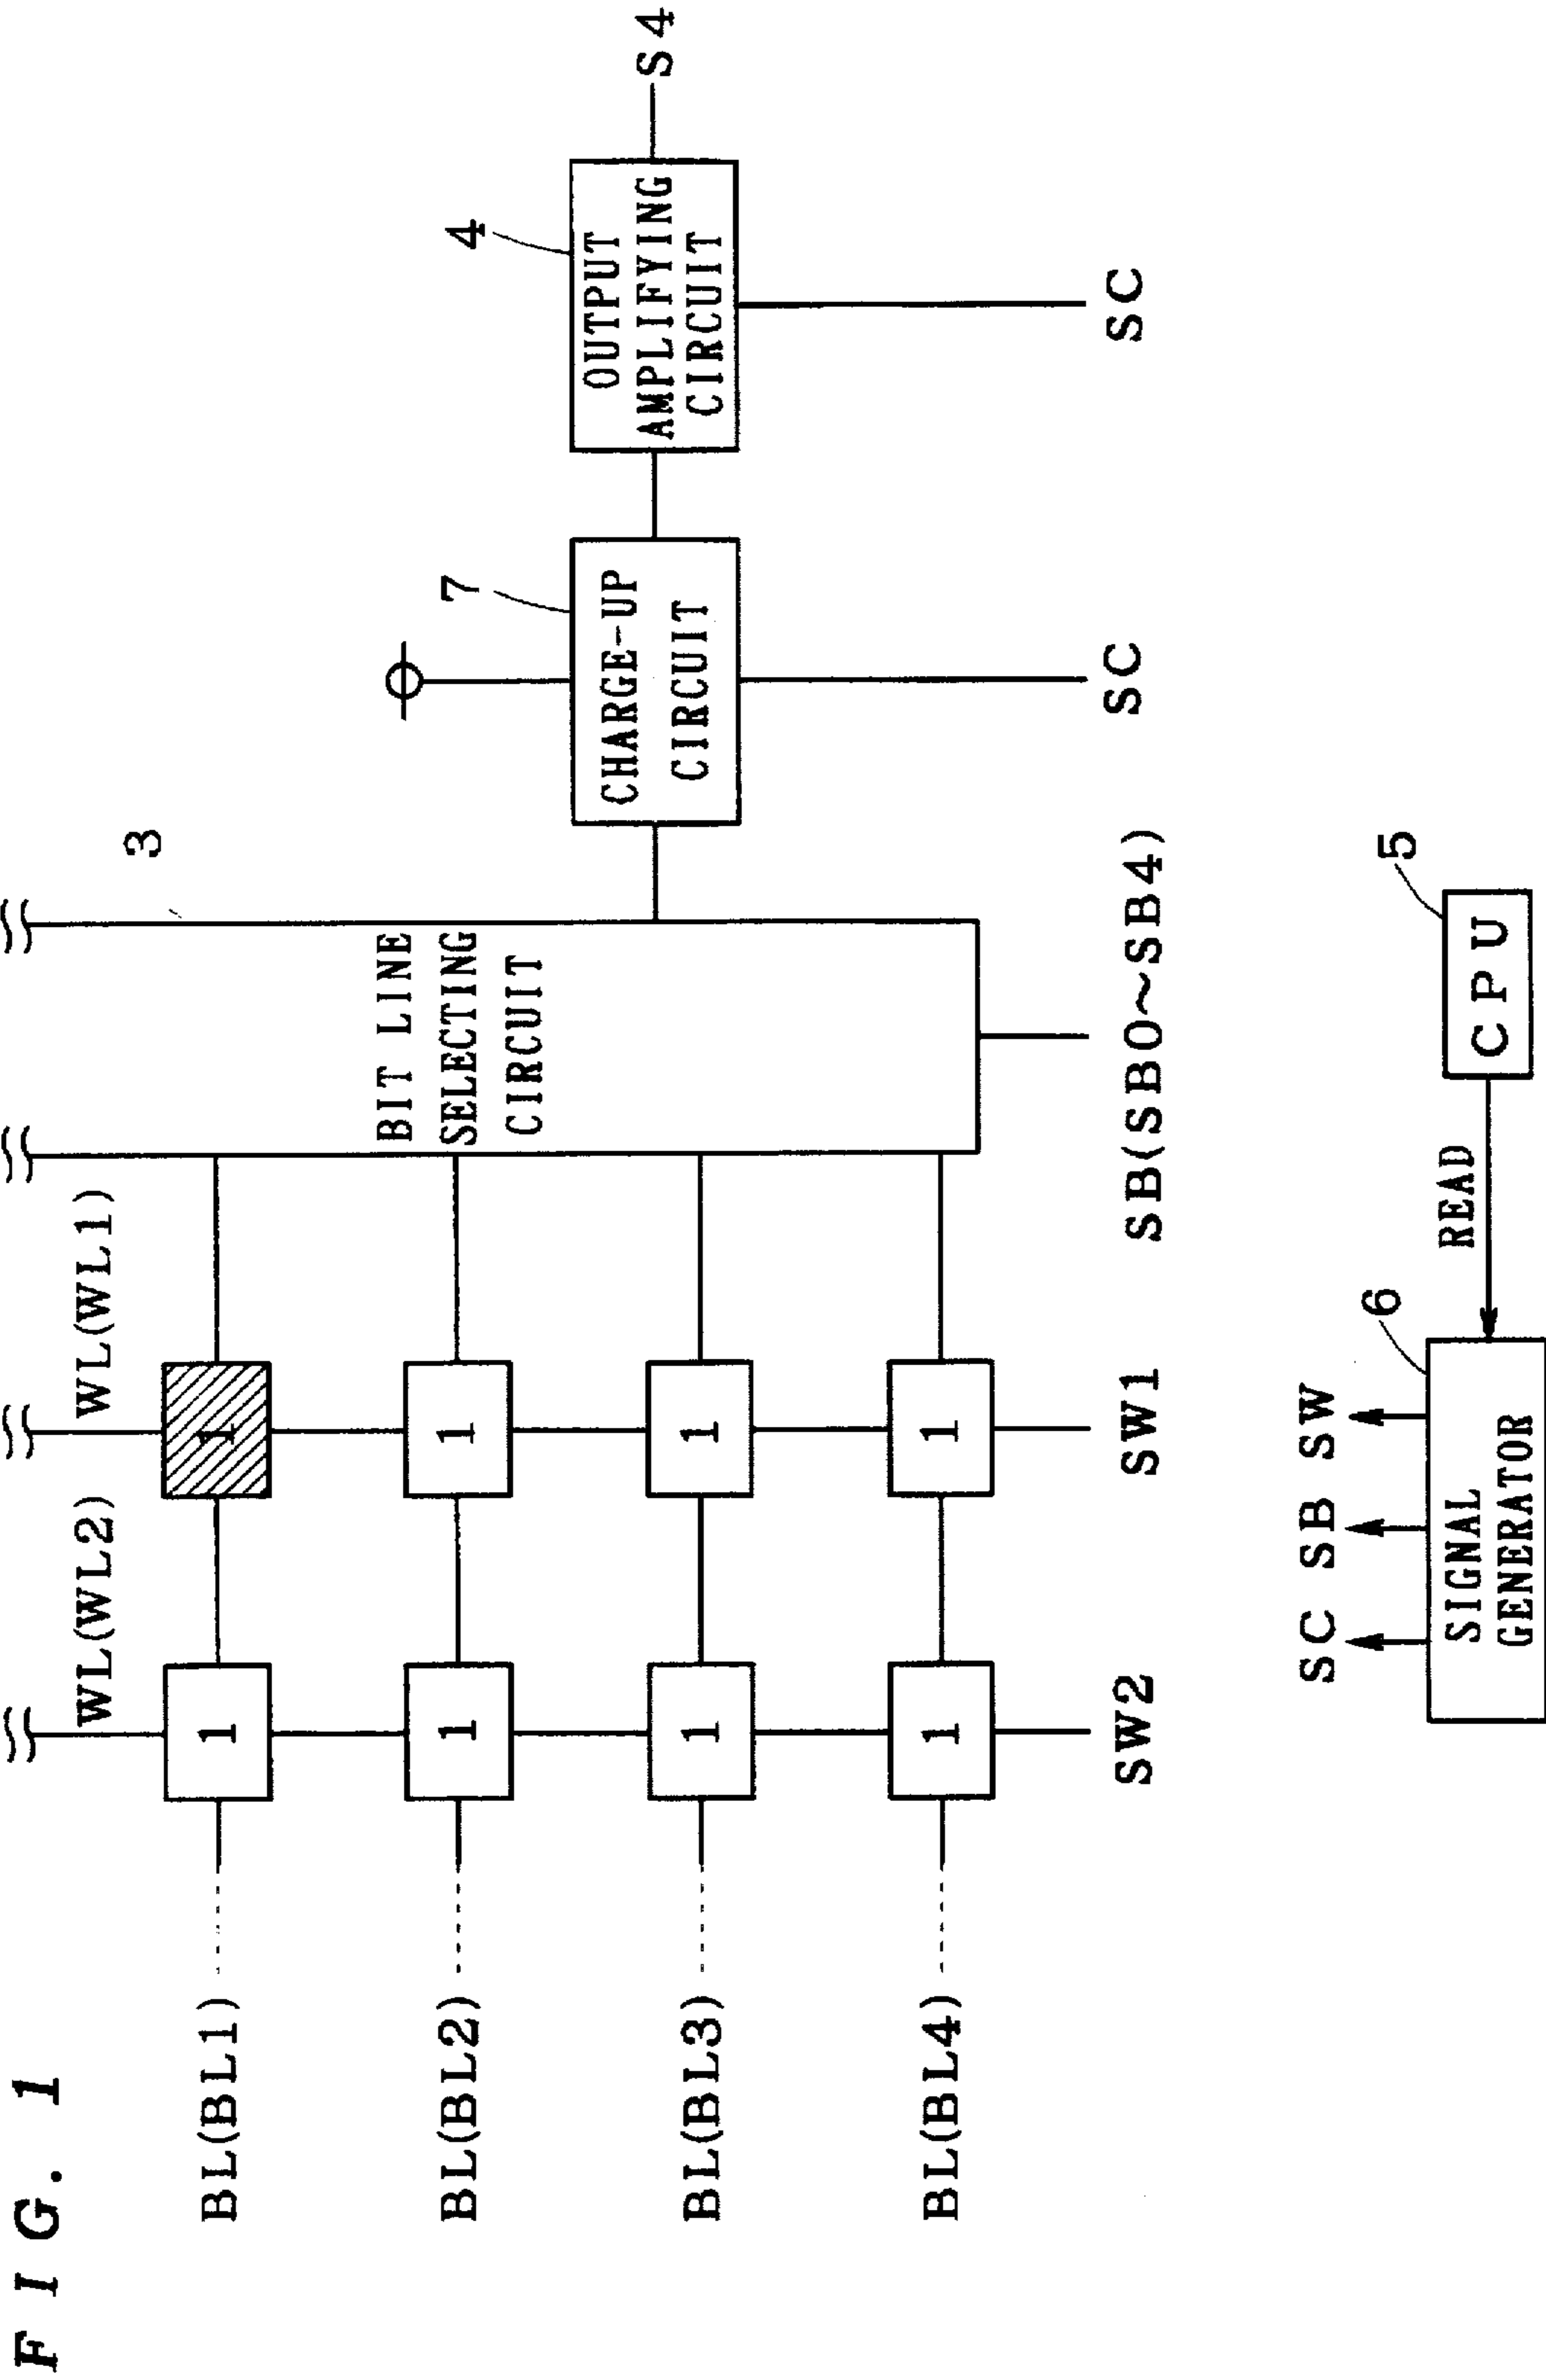 FIG. 1
WL(WL2)
WL(WL1)
3
BL(BL1)
1
1
BL(BL2)
1
1
BL(BL3)
1
1
BL(BL4)
1
1
BIT LINE
SELECTING
CIRCUIT
7
CHARGE-UP
CIRCUIT
4
OUTPUT
AMPLIFYING
CIRCUIT
S4
SW2
SW1
SB(SB0~SB4)
SC
SC
SC SB SW
6
SIGNAL
GENERATOR
READ
5
CPU